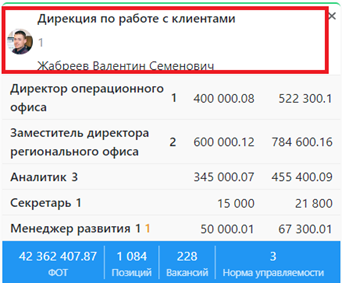 Дирекция по работе с клиентами
1
Жабреев Валентин Семенович
Директор операционного офиса 1 400 000.08 522 300.1
Заместитель директора регионального офиса 2 600 000.12 784 600.16
Аналитик 3 345 000.07 455 400.09
Секретарь 1 15 000 21 800
Менеджер развития 1 1 50 000.01 67 300.01
42 362 407.87 1 084 228 3
ФОТ Позиций Вакансий Норма управляемости